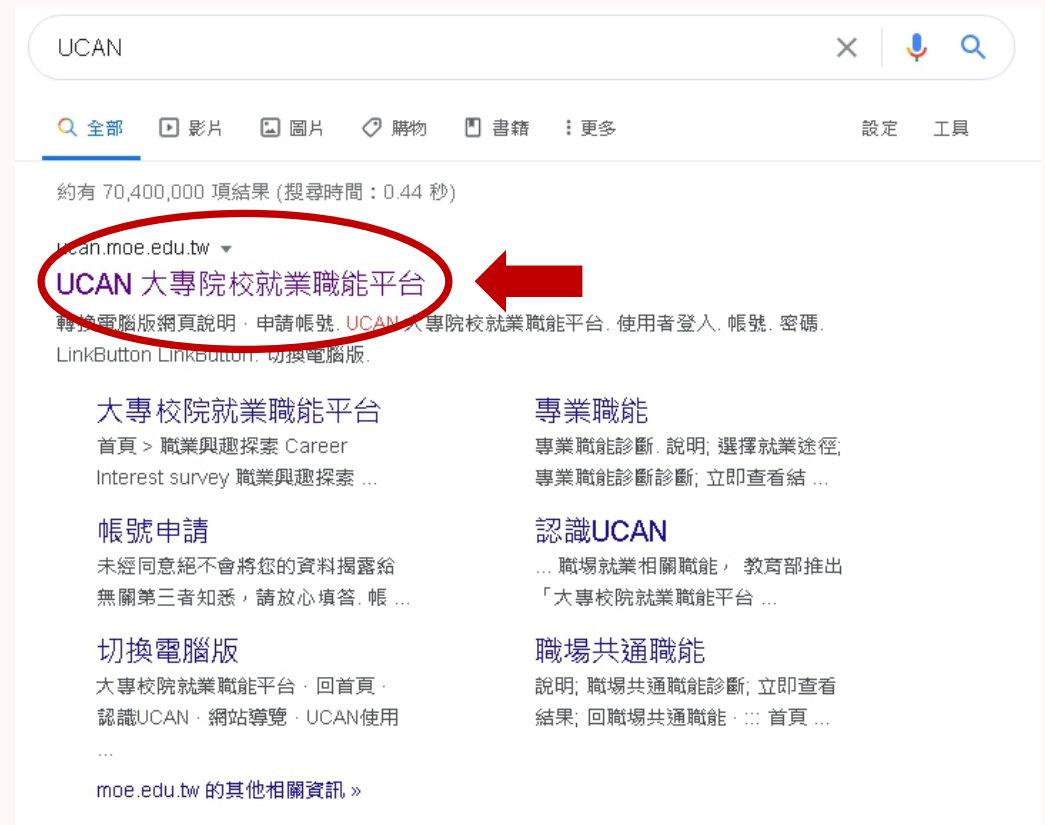 UCAN
全部 影片 圖片 購物 書籍 更多 設定 工具
約有 70,400,000 項結果 (搜尋時間:0.44 秒)
ucan.moe.edu.tw
UCAN 大專院校就業職能平台
轉換電腦版網頁說明 · 申請帳號. UCAN 大專院校就業職能平台. 使用者登入. 帳號. 密碼.
LinkButton LinkButton. 切換電腦版.
大專校院就業職能平台
首頁 > 職業興趣探索 Career
Interest survey 職業興趣探索 ...
專業職能
專業職能診斷. 說明; 選擇就業途徑;
專業職能診斷診斷; 立即查看結 ...
帳號申請
未經同意絕不會將您的資料揭露給
無關第三者知悉，請放心填答. 帳 ...
認識UCAN
... 職場就業相關職能， 教育部推出
「大專校院就業職能平台 ...
切換電腦版
大專校院就業職能平台 · 回首頁 ·
認識UCAN · 網站導覽 · UCAN使用
...
職場共通職能
說明; 職場共通職能診斷; 立即查看
結果; 回職場共通職能 · ::: 首頁 ...
moe.edu.tw 的其他相關資訊 »